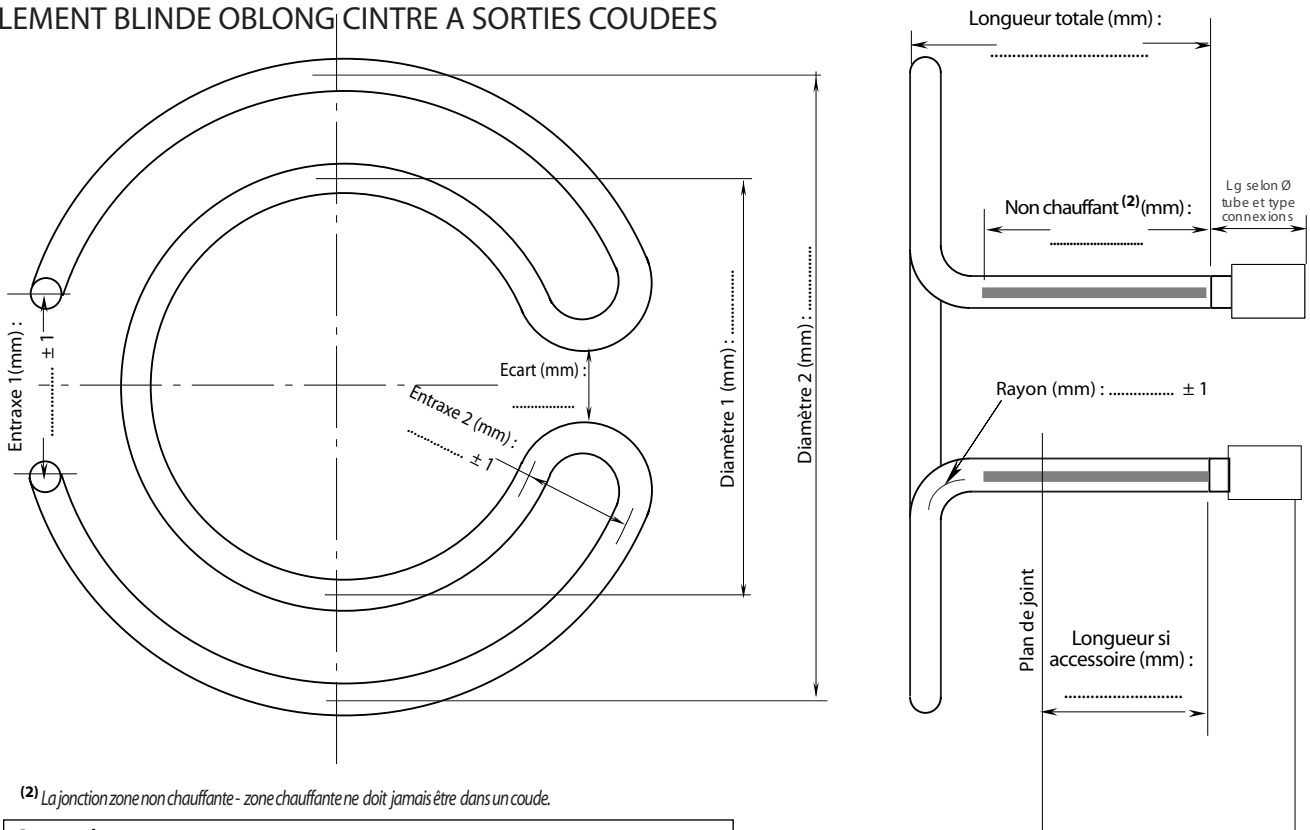 LEMENT BLINDE OBLONG CINTRE A SORTIES COUDEES
Longueur totale (mm) :
................................
Non chauffant (2)(mm) :
........................
Lg selon Ø
tube et type
connexions
Entraxe 1(mm) :
................ ± 1
Ecart (mm) :
................
Entraxe 2 (mm) :
.............. ± 1
Diamètre 1 (mm) : ................
Diamètre 2 (mm) : ................
Rayon (mm) : ................ ± 1
Plan de joint
Longueur si
accessoire (mm) :
............................
(2) La jonction zone non chauffante - zone chauffante ne doit jamais être dans un coude.